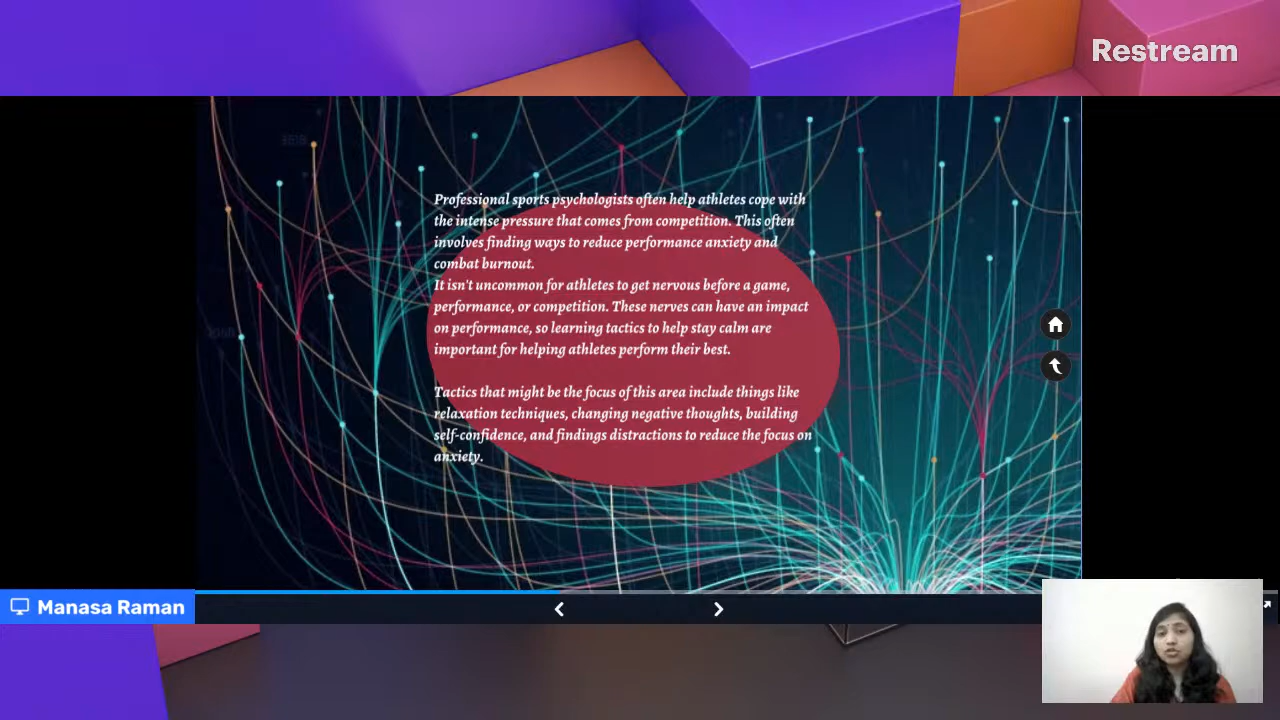 Restream
Professional sports psychologists often help athletes cope with
the intense pressure that comes from competition. This often
involves finding ways to reduce performance anxiety and
combat burnout.
It isn't uncommon for athletes to get nervous before a game,
performance, or competition. These nerves can have an impact
on performance, so learning tactics to help stay calm are
important for helping athletes perform their best.
Tactics that might be the focus of this area include things like
relaxation techniques, changing negative thoughts, building
self-confidence, and findings distractions to reduce the focus on
anxiety.
Manasa Raman